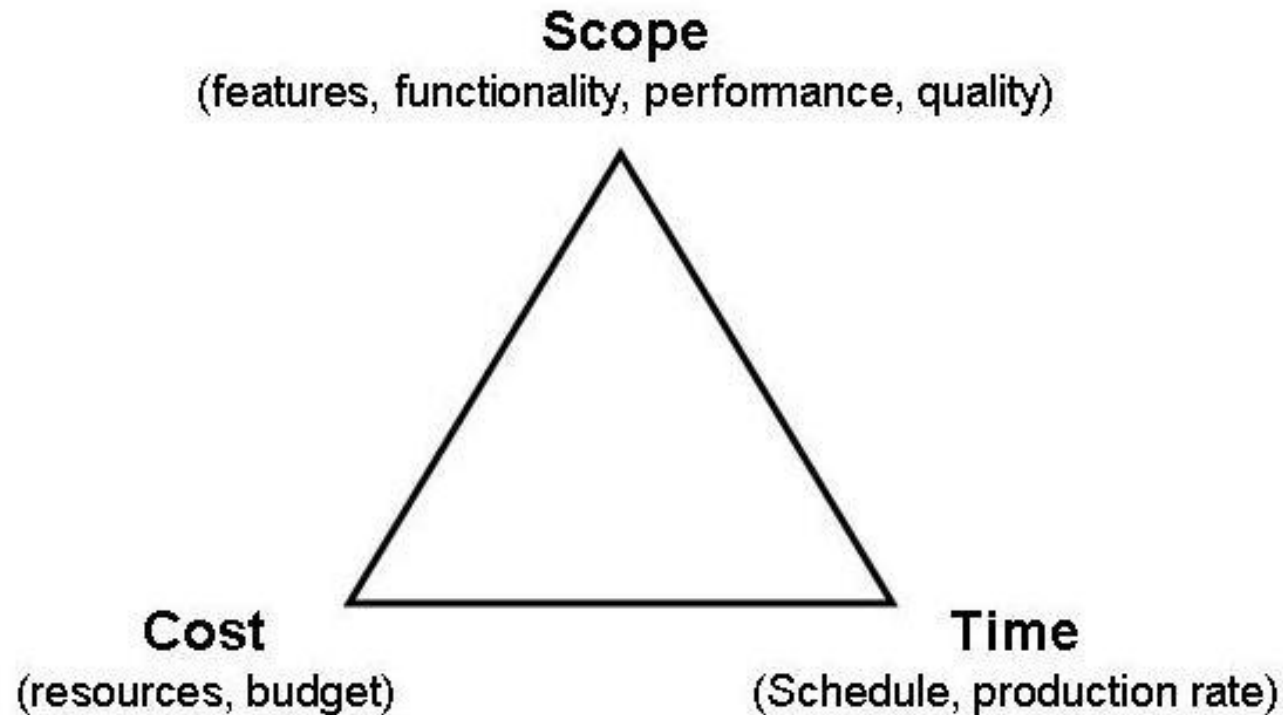 Scope
(features, functionality, performance, quality)
Cost
(resources, budget)
Time
(Schedule, production rate)